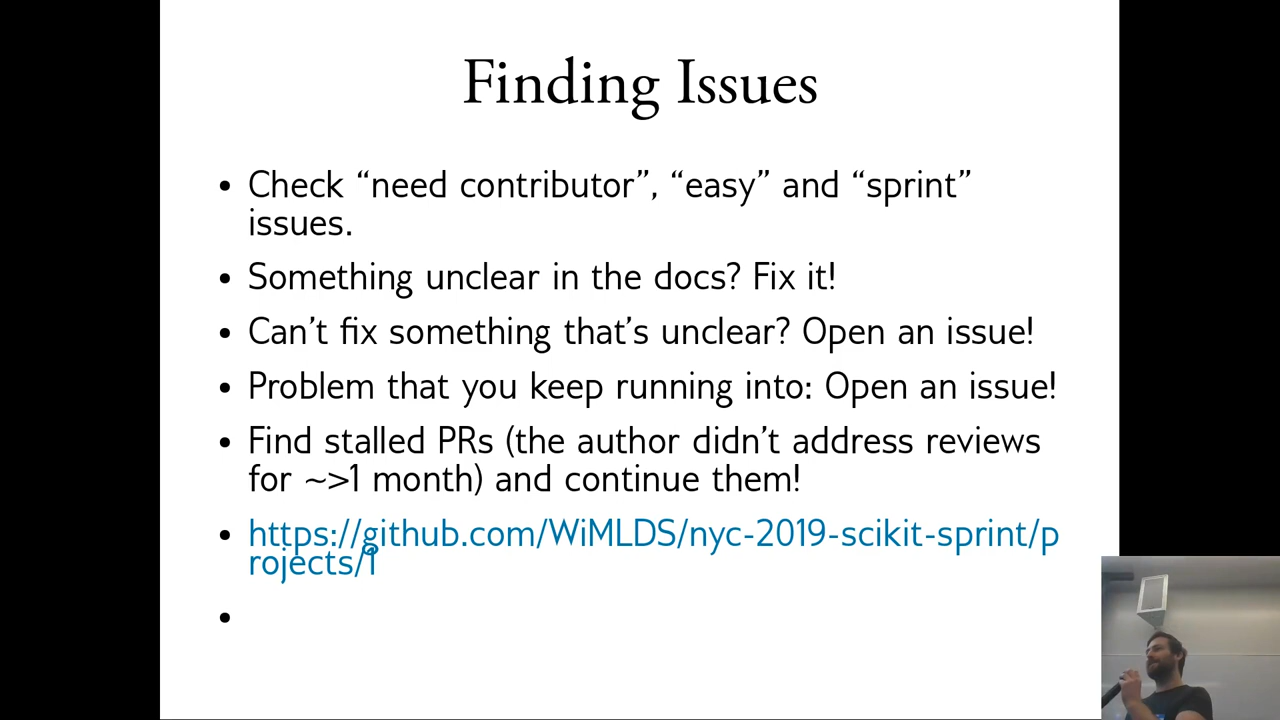 Finding Issues
• Check “need contributor”, “easy” and “sprint”
issues.
• Something unclear in the docs? Fix it!
• Can’t fix something that’s unclear? Open an issue!
• Problem that you keep running into: Open an issue!
• Find stalled PRs (the author didn’t address reviews
for ~>1 month) and continue them!
• https://github.com/WiMLDS/nyc-2019-scikit-sprint/p
rojects/1
•